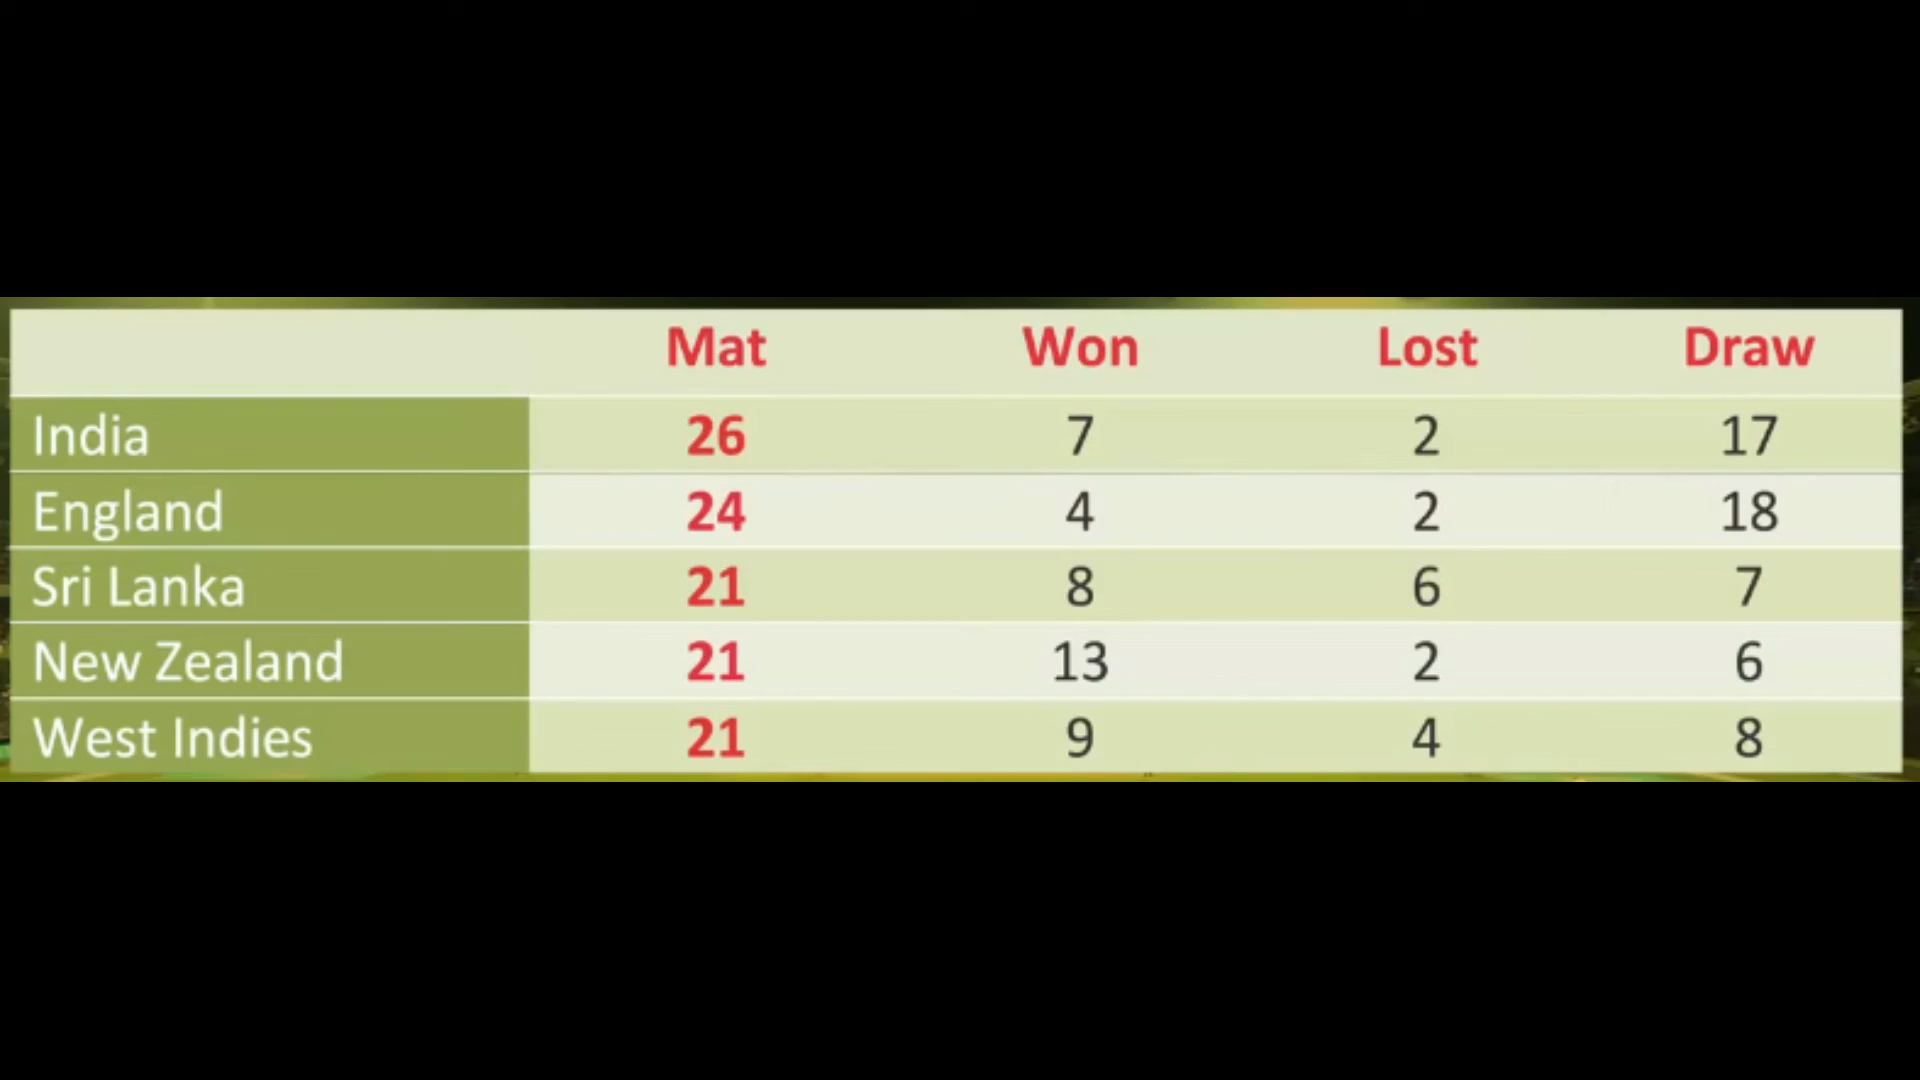 Mat Won Lost Draw
India 26 7 2 17
England 24 4 2 18
Sri Lanka 21 8 6 7
New Zealand 21 13 2 6
West Indies 21 9 4 8